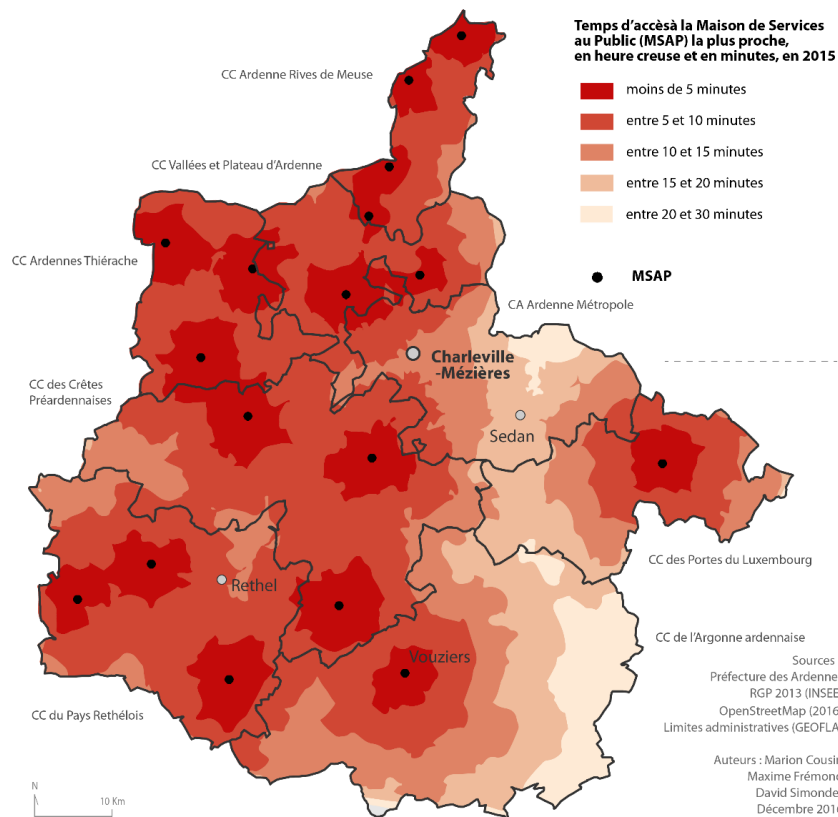 Temps d'accèsà la Maison de Services
au Public (MSAP) la plus proche,
en heure creuse et en minutes, en 2015
moins de 5 minutes
entre 5 et 10 minutes
entre 10 et 15 minutes
entre 15 et 20 minutes
entre 20 et 30 minutes
MSAP
CC Ardenne Rives de Meuse
CC Vallées et Plateau d'Ardenne
CC Ardennes Thiérache
CA Ardenne Métropole
Charleville
-Mézières
CC des Crêtes
Préardennaises
Sedan
CC des Portes du Luxembourg
Rethel
CC de l'Argonne ardennaise
Vouziers
CC du Pays Rethélois
Sources
Préfecture des Ardenne
RGP 2013 (INSEE
OpenStreetMap (2016
Limites administratives (GEOFLA
Auteurs : Marion Cousin
Maxime Frémon
David Simonde
Décembre 2016
N
10 Km